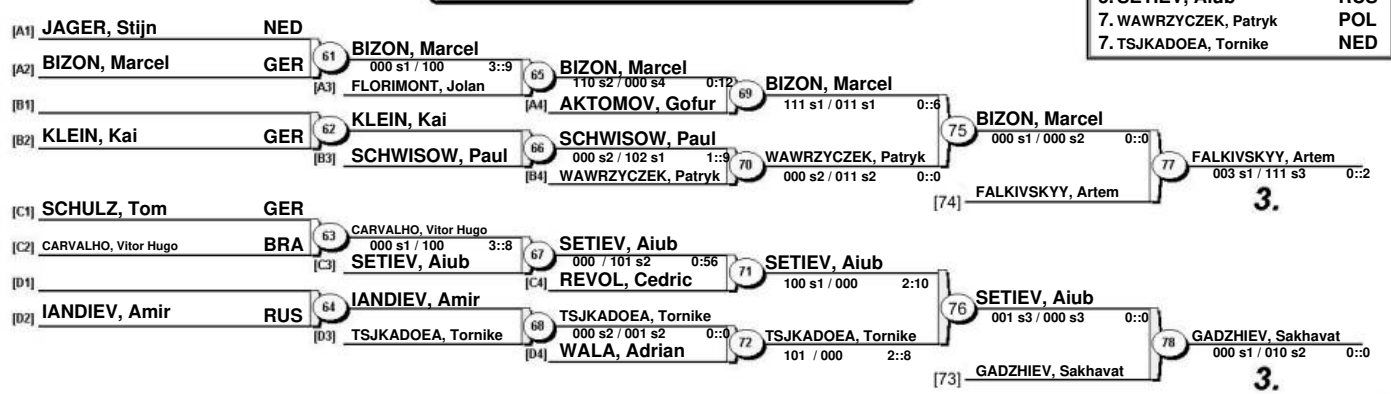 5. SETIEV, Aiub RUS
7. WAWRZYCZEK, Patryk POL
7. TSJKADOEA, Tornike NED
[A1] JAGER, Stijn NED
61 BIZON, Marcel
[A2] BIZON, Marcel GER
000 s1 / 100 3::9
[A3] FLORIMONT, Jolan
65 BIZON, Marcel
110 s2 / 000 s4 0:12
[A4] AKTOMOV, Gofur
69 BIZON, Marcel
111 s1 / 011 s1 0::6
[B1]
[B2] KLEIN, Kai GER
62 KLEIN, Kai
[B3] SCHWISOW, Paul
66 SCHWISOW, Paul
000 s2 / 102 s1 1::9
[B4] WAWRZYCZEK, Patryk
70 WAWRZYCZEK, Patryk
000 s2 / 011 s2 0::0
75 BIZON, Marcel
000 s1 / 000 s2 0::0
[74] FALKIVSKYY, Artem
77 FALKIVSKYY, Artem
003 s1 / 111 s3 0::2
3.
[C1] SCHULZ, Tom GER
[C2] CARVALHO, Vitor Hugo BRA
63 CARVALHO, Vitor Hugo
000 s1 / 100 3::8
[C3] SETIEV, Aiub
67 SETIEV, Aiub
000 / 101 s2 0:56
[C4] REVOL, Cedric
71 SETIEV, Aiub
100 s1 / 000 2:10
[D1]
[D2] IANDIEV, Amir RUS
64 IANDIEV, Amir
[D3] TSJKADOEA, Tornike
68 TSJKADOEA, Tornike
000 s2 / 001 s2 0::0
[D4] WALA, Adrian
72 TSJKADOEA, Tornike
101 / 000 2::8
76 SETIEV, Aiub
001 s3 / 000 s3 0::0
[73] GADZHIEV, Sakhavat
78 GADZHIEV, Sakhavat
000 s1 / 010 s2 0::0
3.